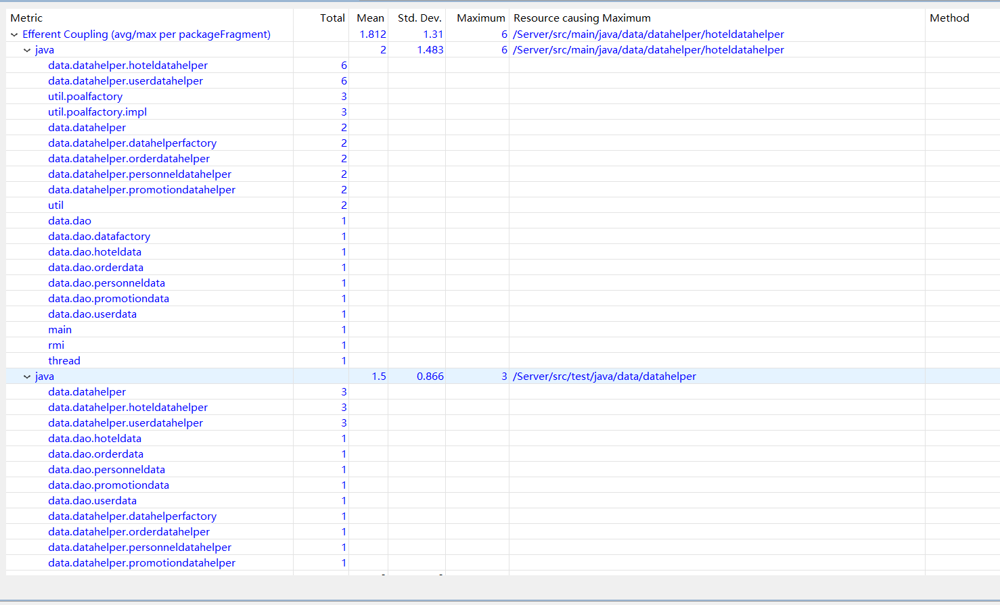 Metric Total Mean Std. Dev. Maximum Resource causing Maximum Method
Efferent Coupling (avg/max per packageFragment) 1.812 1.31 6 /Server/src/main/java/data/datahelper/hoteldatahelper
java 2 1.483 6 /Server/src/main/java/data/datahelper/hoteldatahelper
data.datahelper.hoteldatahelper 6
data.datahelper.userdatahelper 6
util.poalfactory 3
util.poalfactory.impl 3
data.datahelper 2
data.datahelper.datahelperfactory 2
data.datahelper.orderdatahelper 2
data.datahelper.personneldatahelper 2
data.datahelper.promotiondatahelper 2
util 2
data.dao 1
data.dao.datafactory 1
data.dao.hoteldata 1
data.dao.orderdata 1
data.dao.personneldata 1
data.dao.promotiondata 1
data.dao.userdata 1
main 1
rmi 1
thread 1
java 1.5 0.866 3 /Server/src/test/java/data/datahelper
data.datahelper 3
data.datahelper.hoteldatahelper 3
data.datahelper.userdatahelper 3
data.dao.hoteldata 1
data.dao.orderdata 1
data.dao.personneldata 1
data.dao.promotiondata 1
data.dao.userdata 1
data.datahelper.datahelperfactory 1
data.datahelper.orderdatahelper 1
data.datahelper.personneldatahelper 1
data.datahelper.promotiondatahelper 1